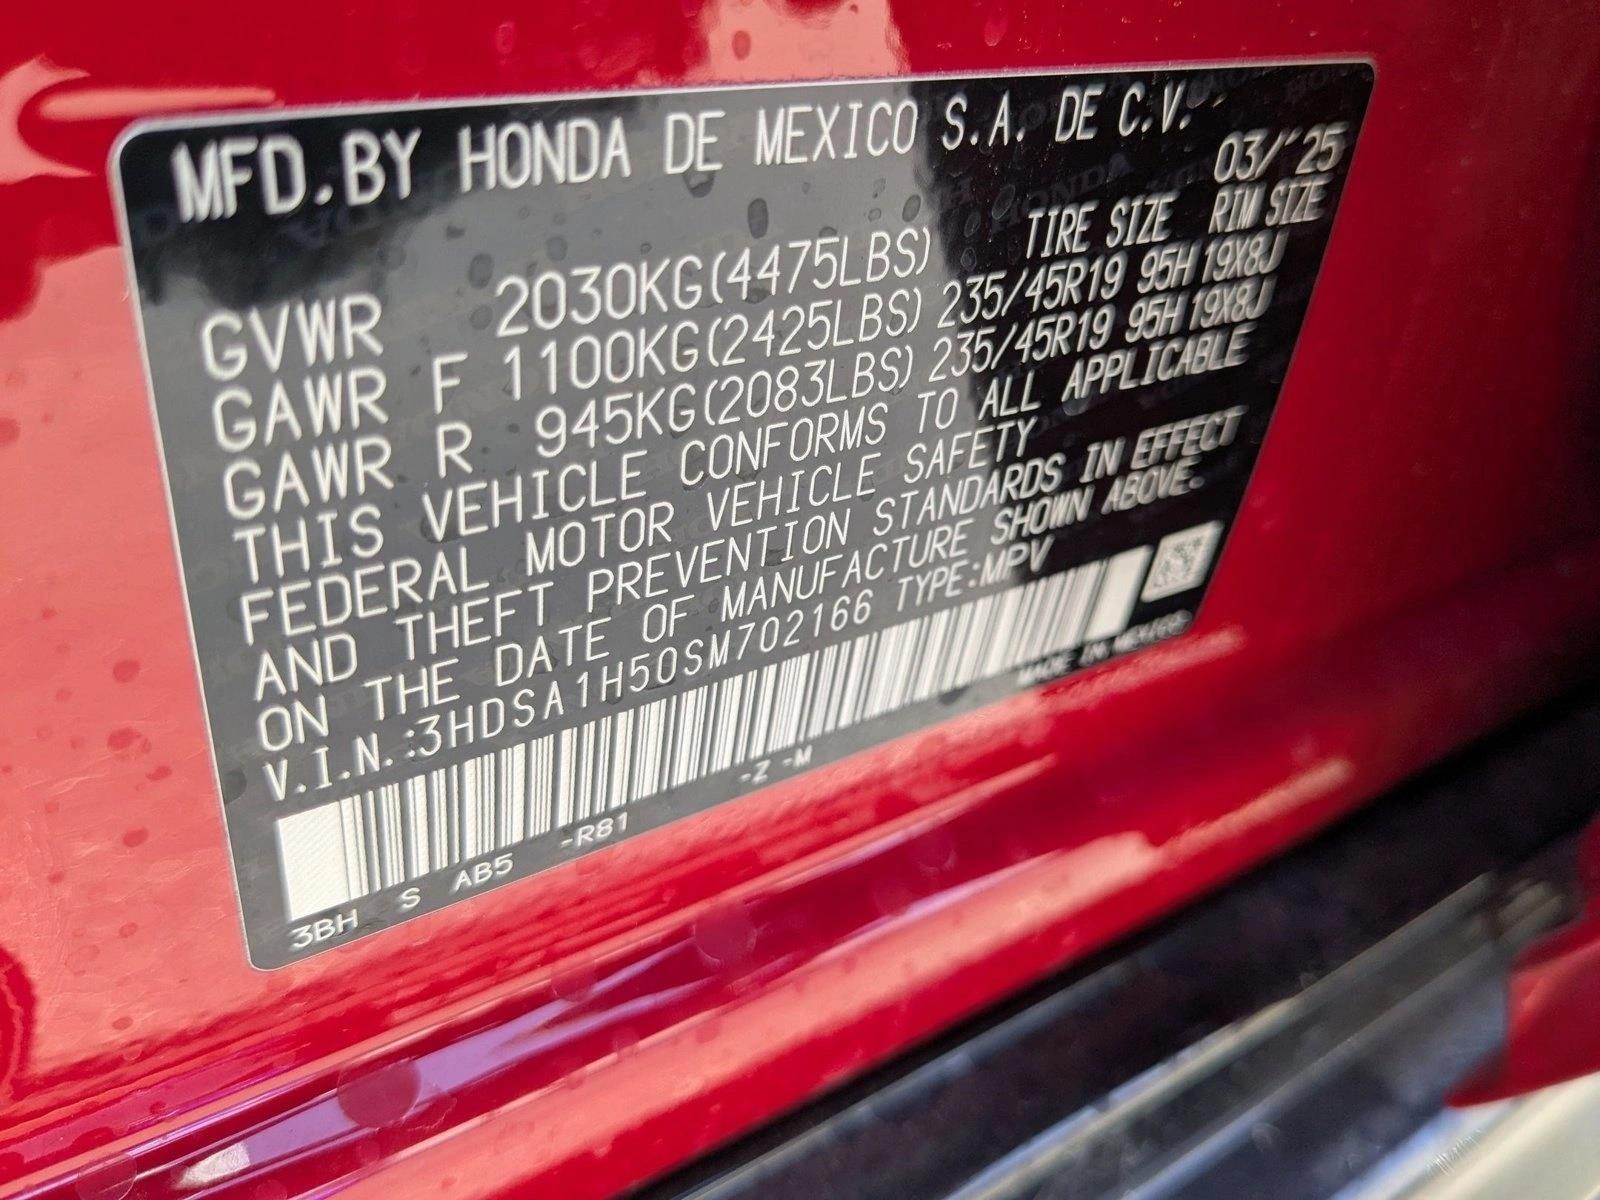 MFD.BY HONDA DE MEXICO S.A. DE C.V.
03/'25
TIRE SIZE RIM SIZE
GVWR 2030KG(4475LBS)
GAWR F 1100KG(2425LBS) 235/45R19 95H 19X8J
GAWR R 945KG(2083LBS) 235/45R19 95H 19X8J
THIS VEHICLE CONFORMS TO ALL APPLICABLE
FEDERAL MOTOR VEHICLE SAFETY
AND THEFT PREVENTION STANDARDS IN EFFECT
ON THE DATE OF MANUFACTURE SHOWN ABOVE.
V.I.N.:3HDSA1H50SM702166 TYPE:MPV
MADE IN MEXICO
3BH S AB5 -R81 -Z -M